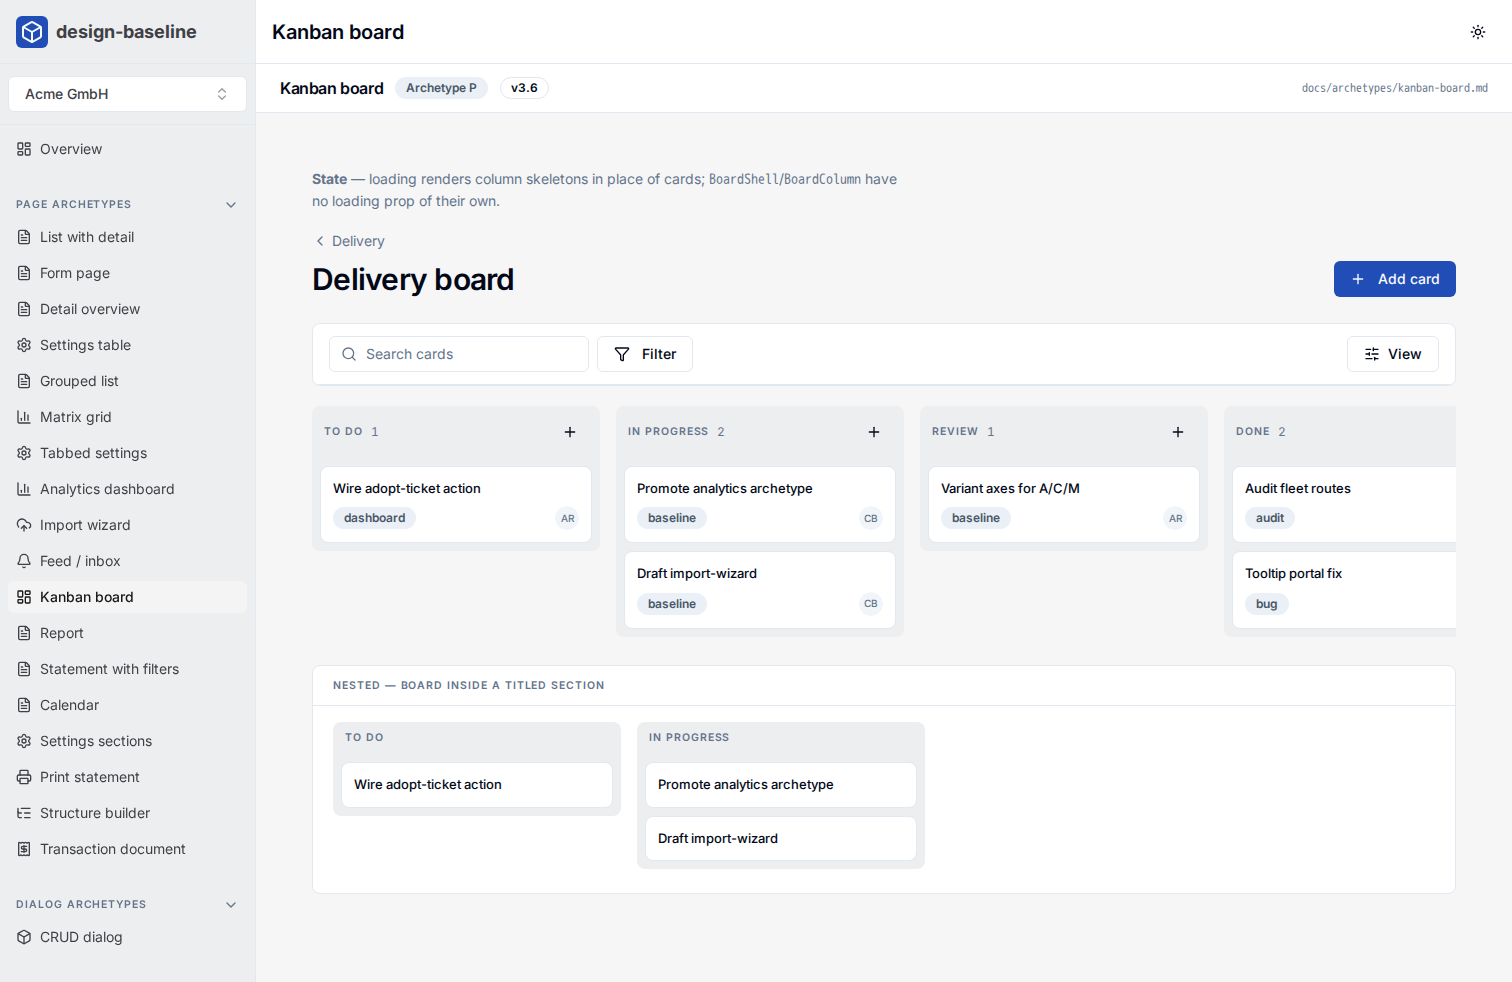 design-baseline
Kanban board
Acme GmbH
Kanban board
Archetype P
v3.6
docs/archetypes/kanban-board.md
Overview
PAGE ARCHETYPES
List with detail
Form page
Detail overview
Settings table
Grouped list
Matrix grid
Tabbed settings
Analytics dashboard
Import wizard
Feed / inbox
Kanban board
Report
Statement with filters
Calendar
Settings sections
Print statement
Structure builder
Transaction document
DIALOG ARCHETYPES
CRUD dialog
State — loading renders column skeletons in place of cards; BoardShell/BoardColumn have
no loading prop of their own.
Delivery
Delivery board
Add card
Search cards
Filter
View
TO DO 1
Wire adopt-ticket action
dashboard
AR
IN PROGRESS 2
Promote analytics archetype
baseline
CB
Draft import-wizard
baseline
CB
REVIEW 1
Variant axes for A/C/M
baseline
AR
DONE 2
Audit fleet routes
audit
Tooltip portal fix
bug
NESTED — BOARD INSIDE A TITLED SECTION
TO DO
Wire adopt-ticket action
IN PROGRESS
Promote analytics archetype
Draft import-wizard